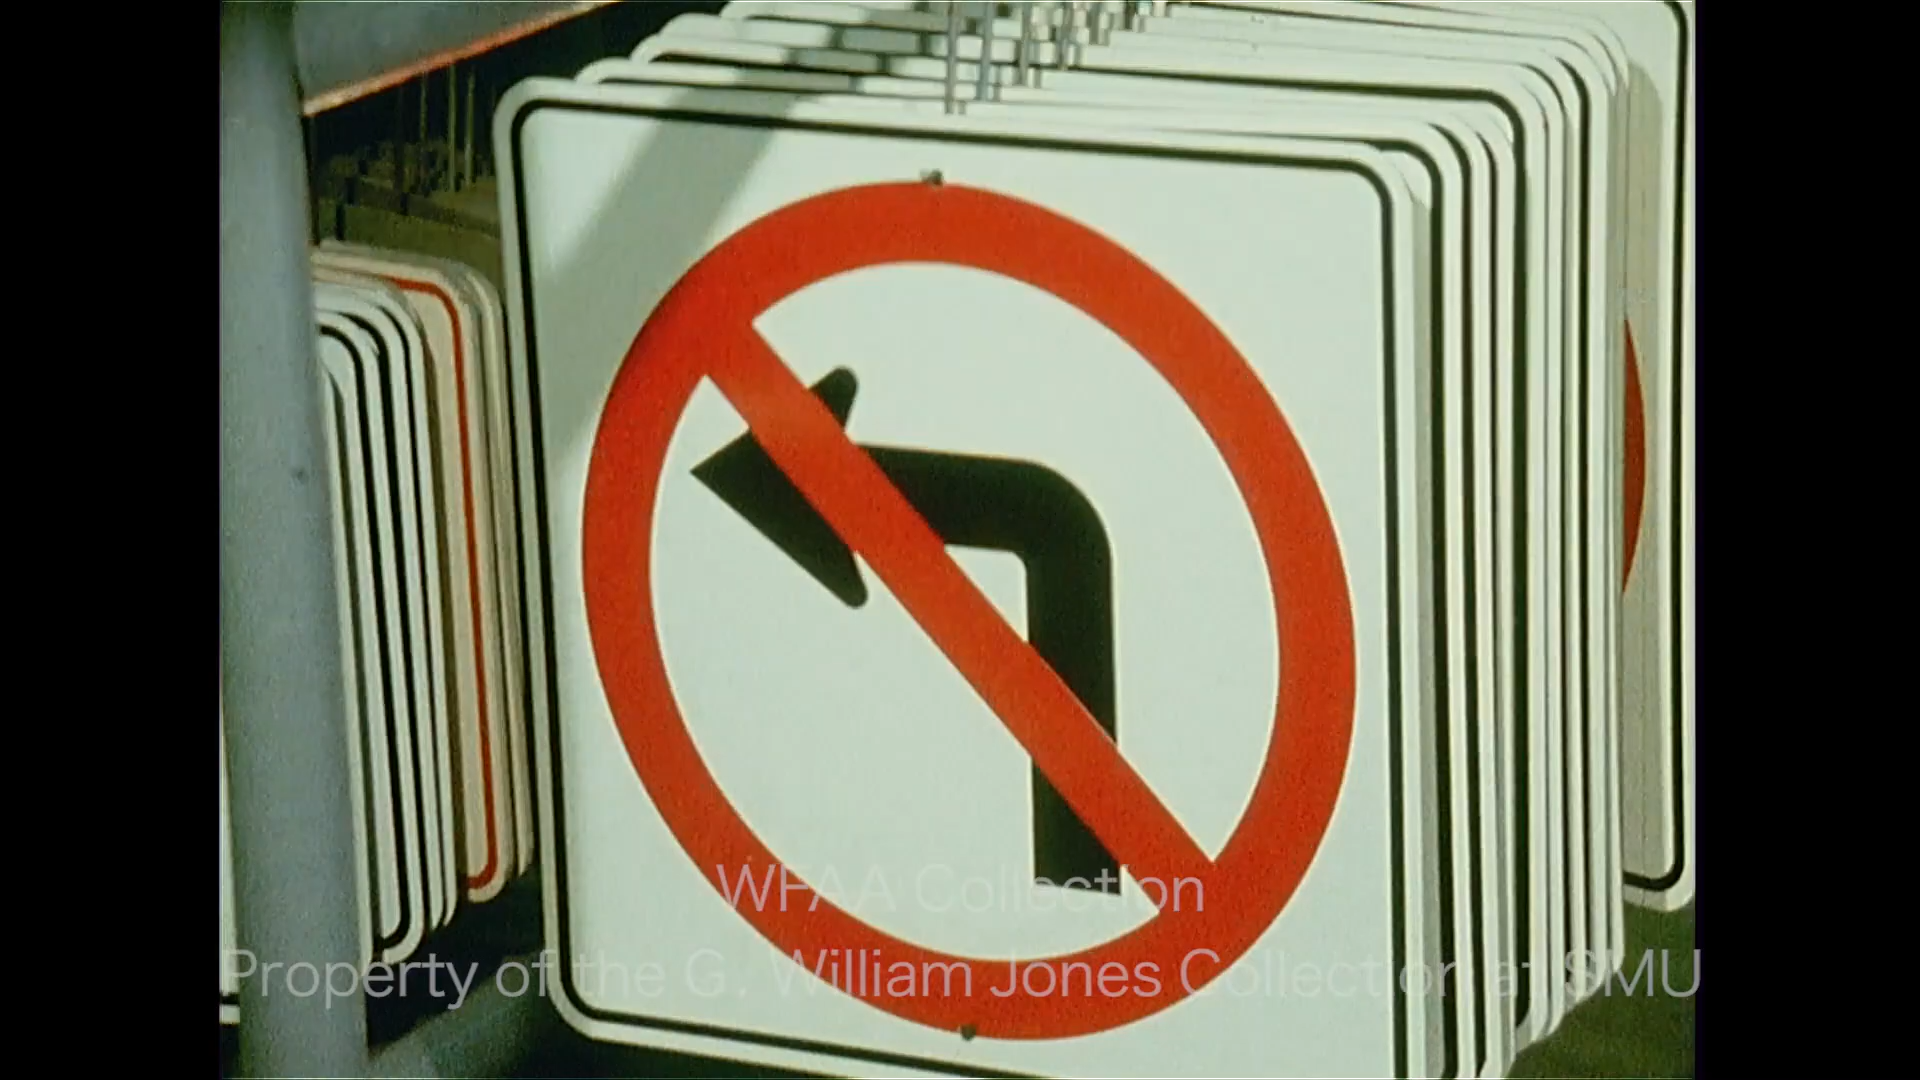 WFAA Collection
Property of the G. William Jones Collection at SMU